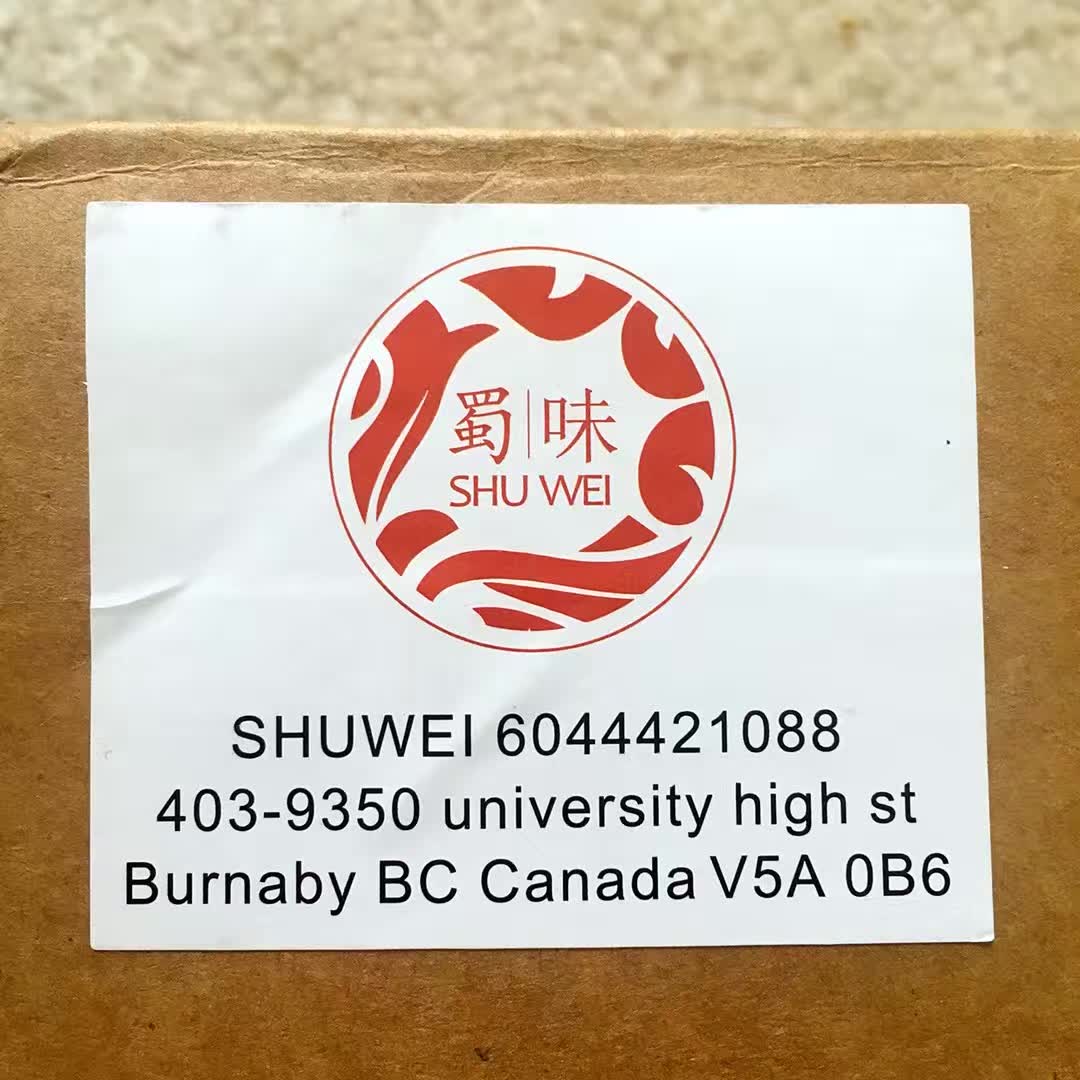 蜀|味
SHU WEI
SHUWEI 6044421088
403-9350 university high st
Burnaby BC Canada V5A 0B6